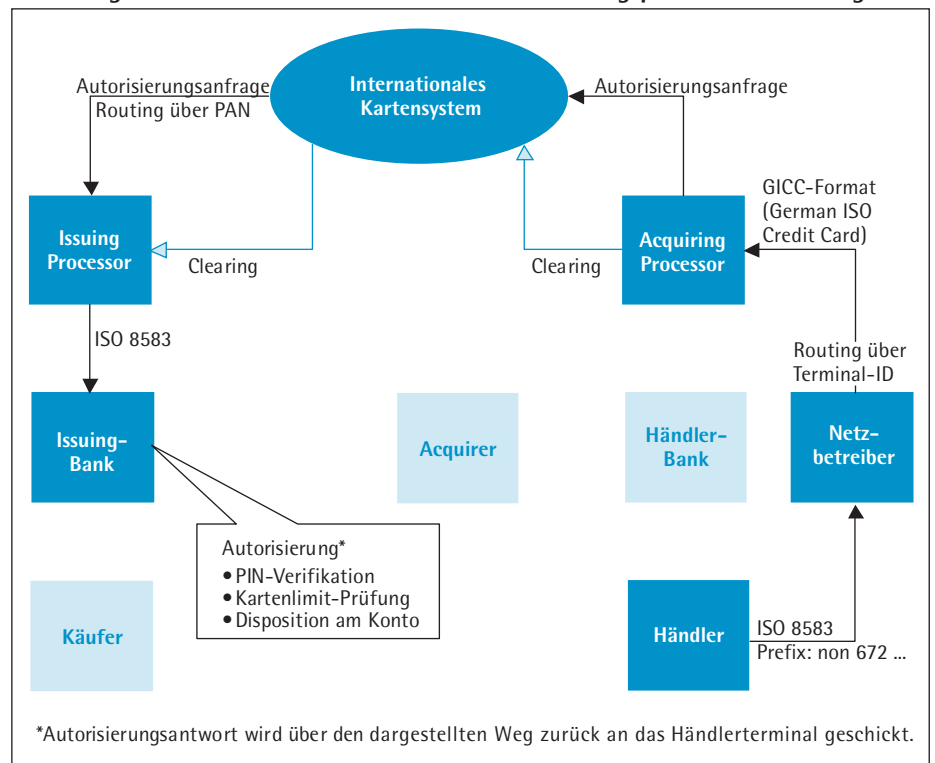 Autorisierungsanfrage
Routing über PAN
Internationales
Kartensystem
Autorisierungsanfrage
GICC-Format
(German ISO
Credit Card)
Issuing
Processor
Clearing
Clearing
Acquiring
Processor
ISO 8583
Routing über
Terminal-ID
Issuing-
Bank
Acquirer
Händler-
Bank
Netz-
betreiber
Autorisierung*
• PIN-Verifikation
• Kartenlimit-Prüfung
• Disposition am Konto
Käufer
Händler
ISO 8583
Prefix: non 672 ...
*Autorisierungsantwort wird über den dargestellten Weg zurück an das Händlerterminal geschickt.